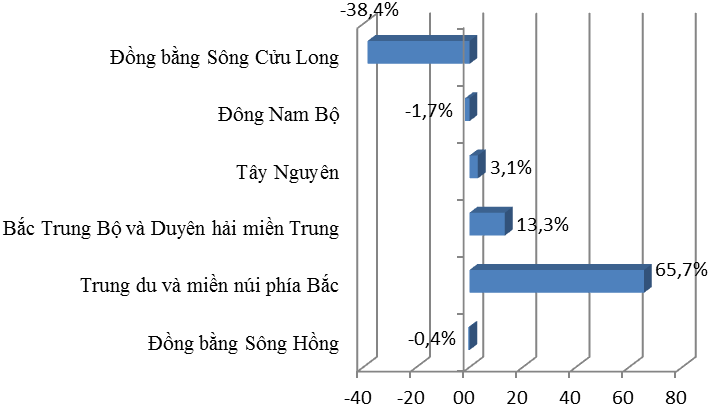 -38,4%
Đồng bằng Sông Cửu Long
Đông Nam Bộ
-1,7%
Tây Nguyên
3,1%
Bắc Trung Bộ và Duyên hải miền Trung
13,3%
Trung du và miền núi phía Bắc
65,7%
Đồng bằng Sông Hồng
-0,4%
-40 -20 00 20 40 60 80